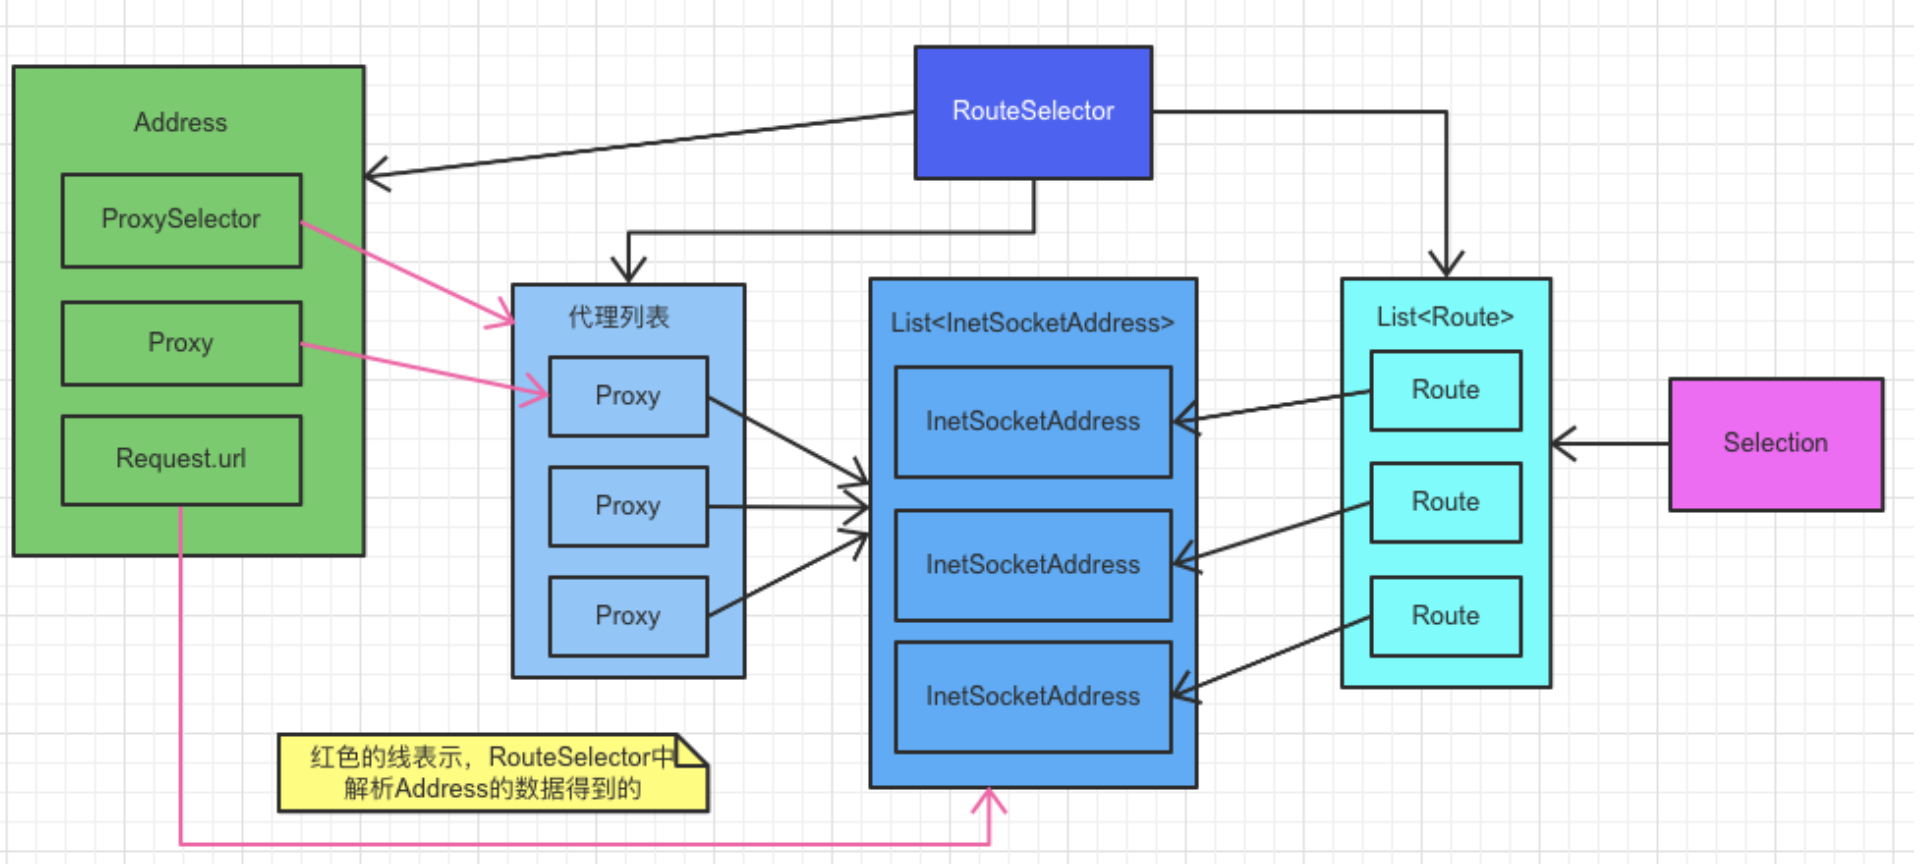 RouteSelector
Address
ProxySelector
Proxy
Request.url
代理列表
Proxy
Proxy
Proxy
List<InetSocketAddress>
InetSocketAddress
InetSocketAddress
InetSocketAddress
List<Route>
Route
Route
Route
Selection
红色的线表示，RouteSelector中
解析Address的数据得到的